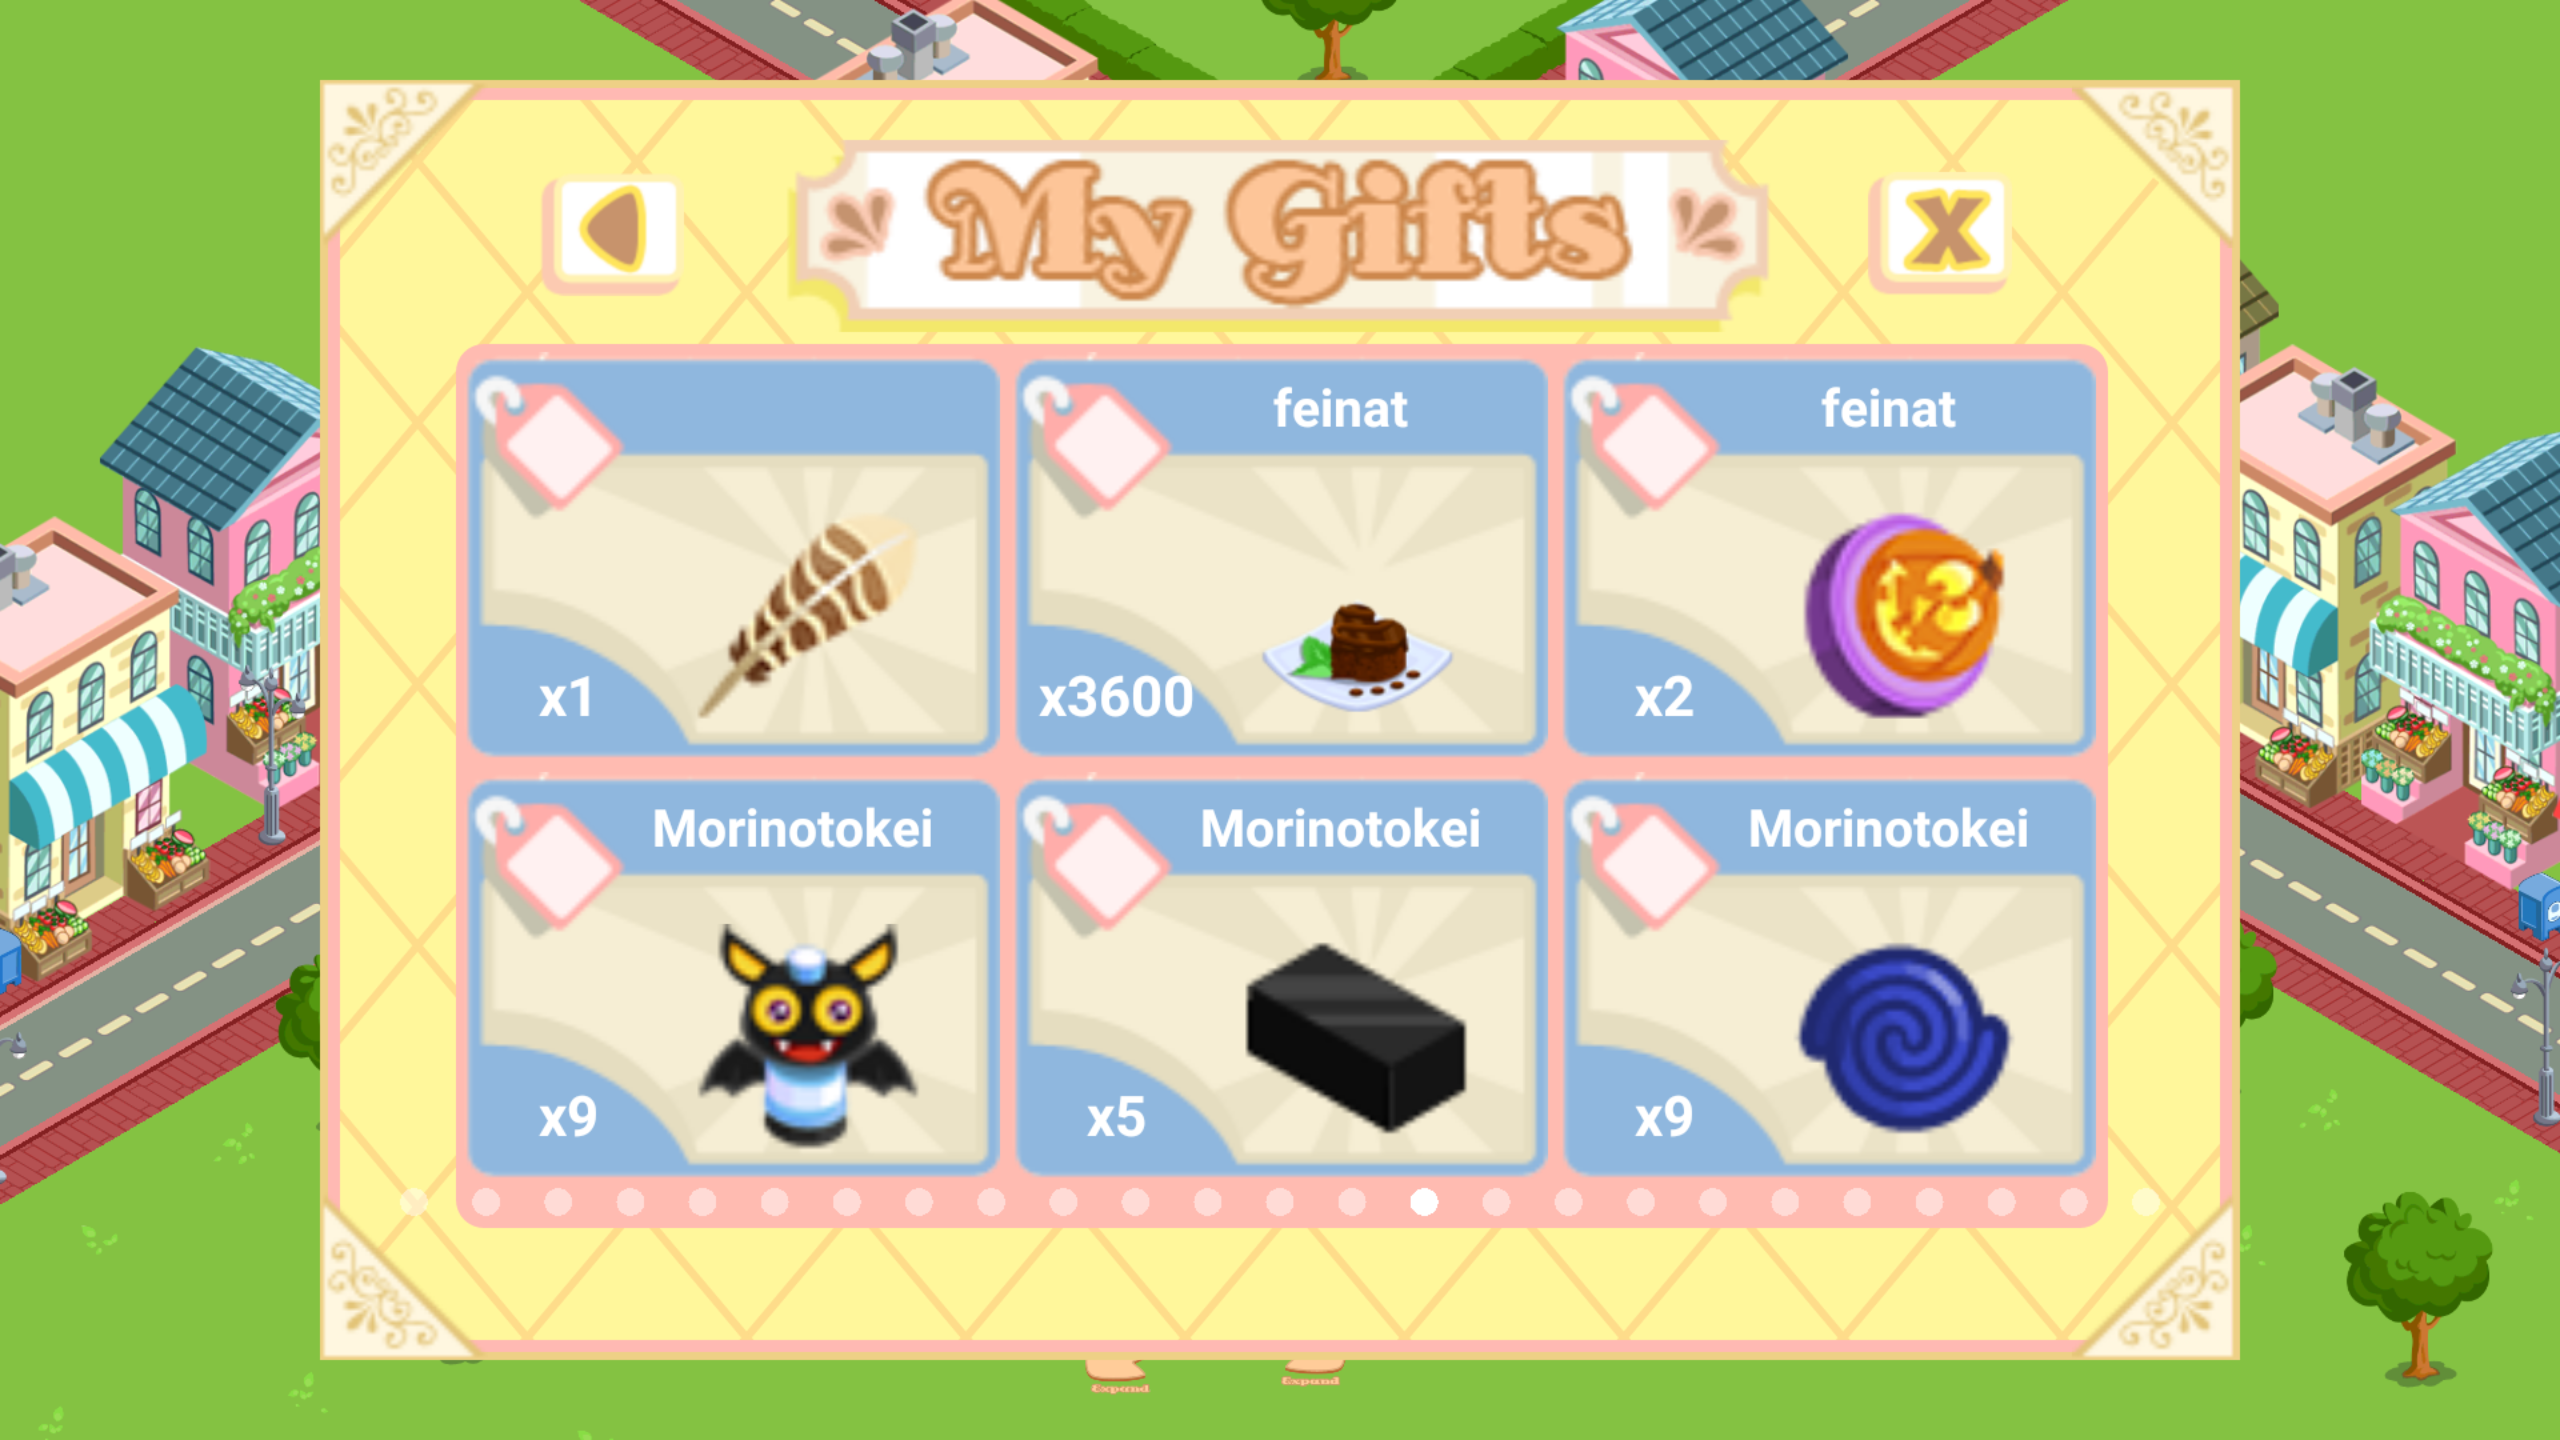 My Gifts
feinat
feinat
x1
x3600
x2
Morinotokei
Morinotokei
Morinotokei
x9
x5
x9
Expand
Expand